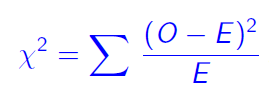 χ² = ∑ (O − E)² / E